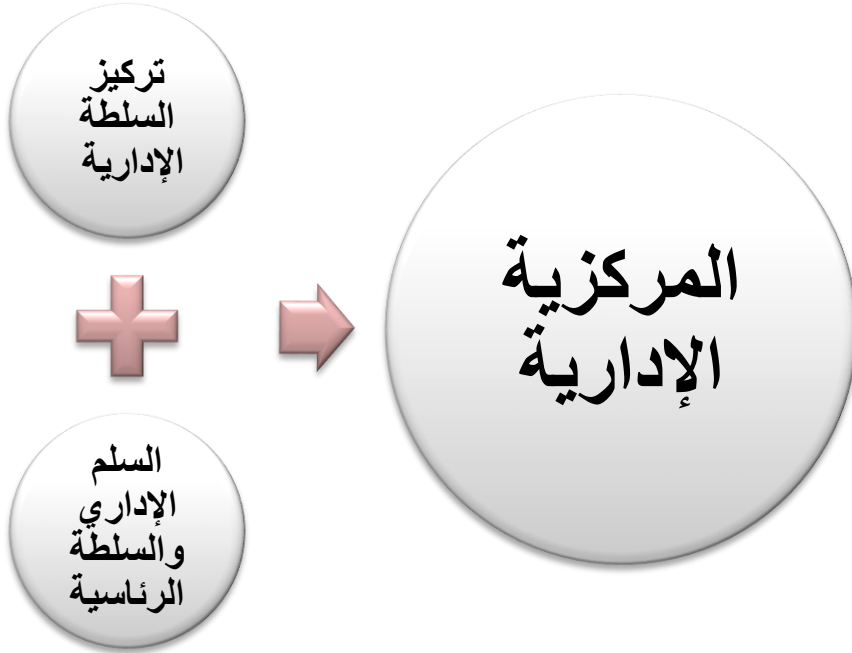 تركيز
السلطة
الإدارية
السلم
الإداري
والسلطة
الرئاسية
المركزية
الإدارية